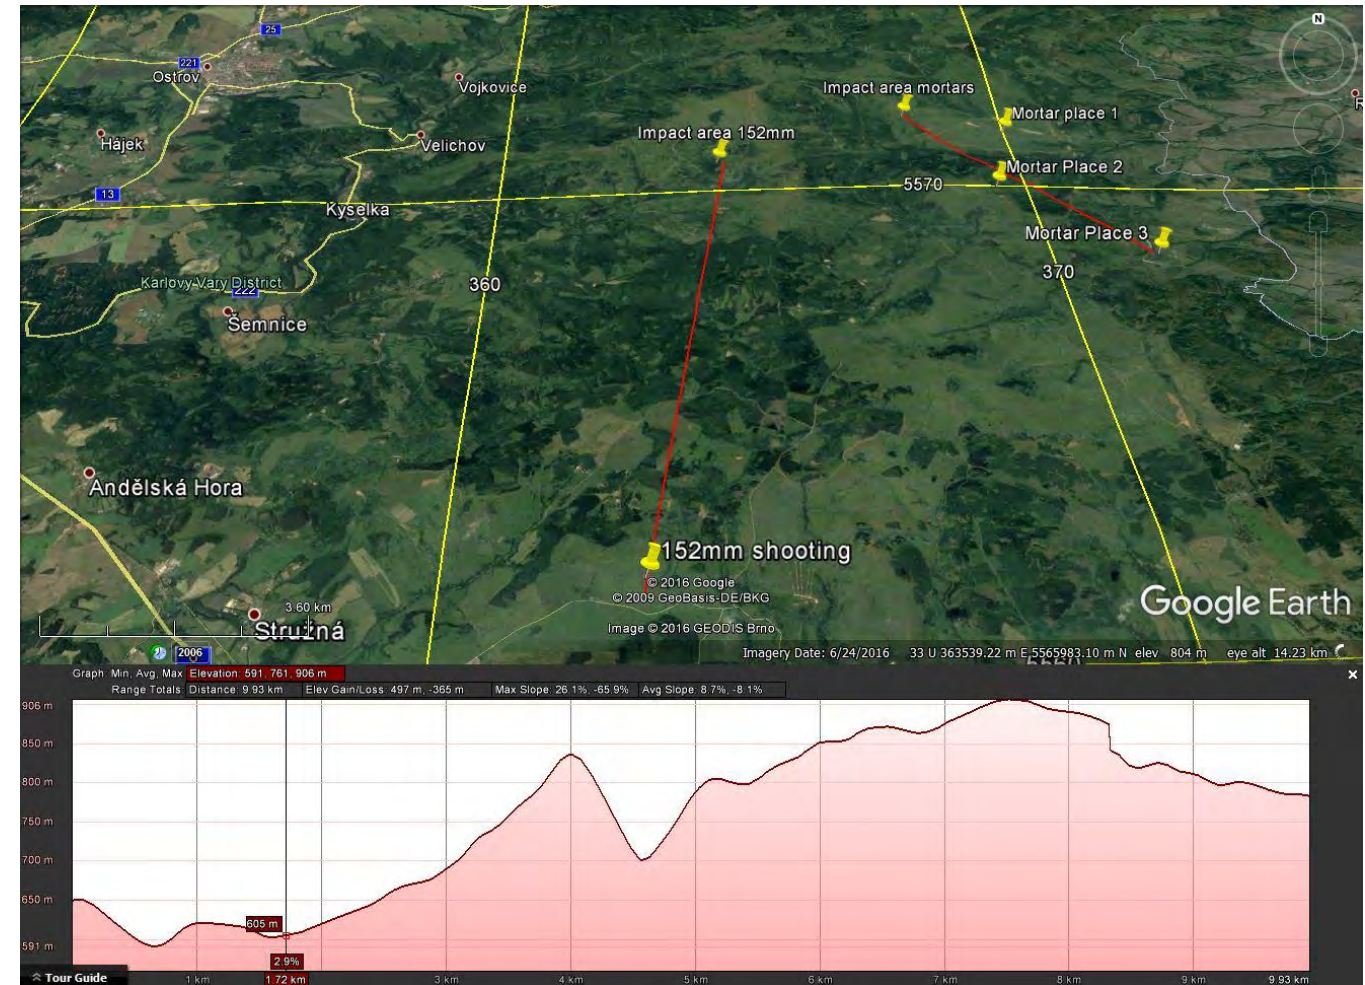 N
25
221
Ostrov
Vojkovice
Impact area mortars
Mortar place 1
Impact area 152mm
Hájek
Velichov
Mortar Place 2
13
5570
Kyselka
Mortar Place 3
370
360
Karlovy Vary District
222
Šemnice
Andělská Hora
152mm shooting
© 2016 Google
© 2009 GeoBasis-DE/BKG
Google Earth
3.60 km
Stružná
Image © 2016 GEODIS Brno
2006
Imagery Date: 6/24/2016 33 U 363539.22 m E 5565983.10 m N elev 804 m eye alt 14.23 km
Graph: Min, Avg, Max Elevation: 591, 761, 906 m
Range Totals: Distance: 9.93 km Elev Gain/Loss: 497 m, -365 m Max Slope: 26.1%, -65.9% Avg Slope: 8.7%, -8.1%
906 m
850 m
800 m
750 m
700 m
650 m
605 m
591 m
2.9%
Tour Guide
1 km 1.72 km 3 km 4 km 5 km 6 km 7 km 8 km 9 km 9.93 km